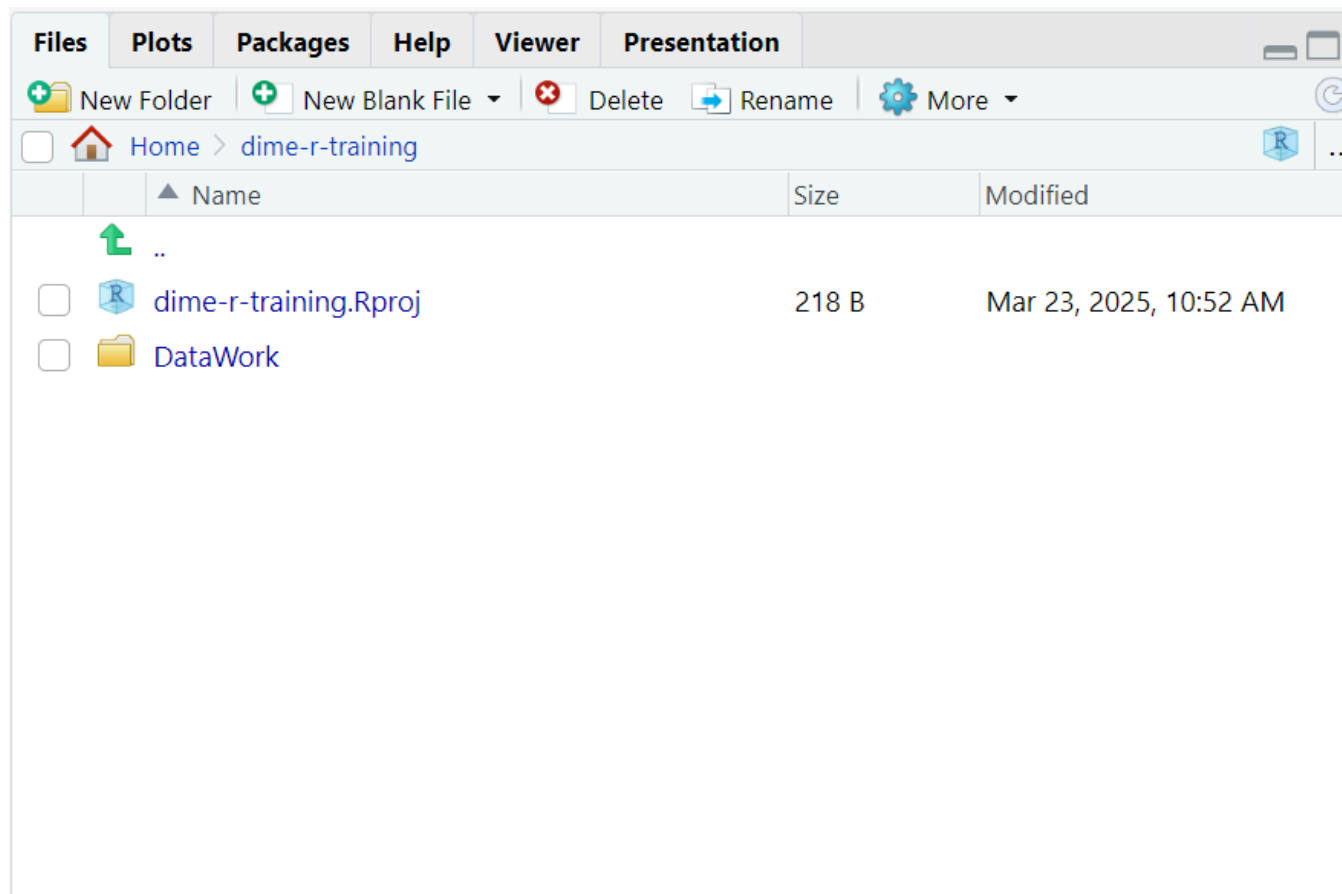 Files Plots Packages Help Viewer Presentation
New Folder New Blank File Delete Rename More
Home dime-r-training R ..
Name Size Modified
..
R dime-r-training.Rproj 218 B Mar 23, 2025, 10:52 AM
DataWork